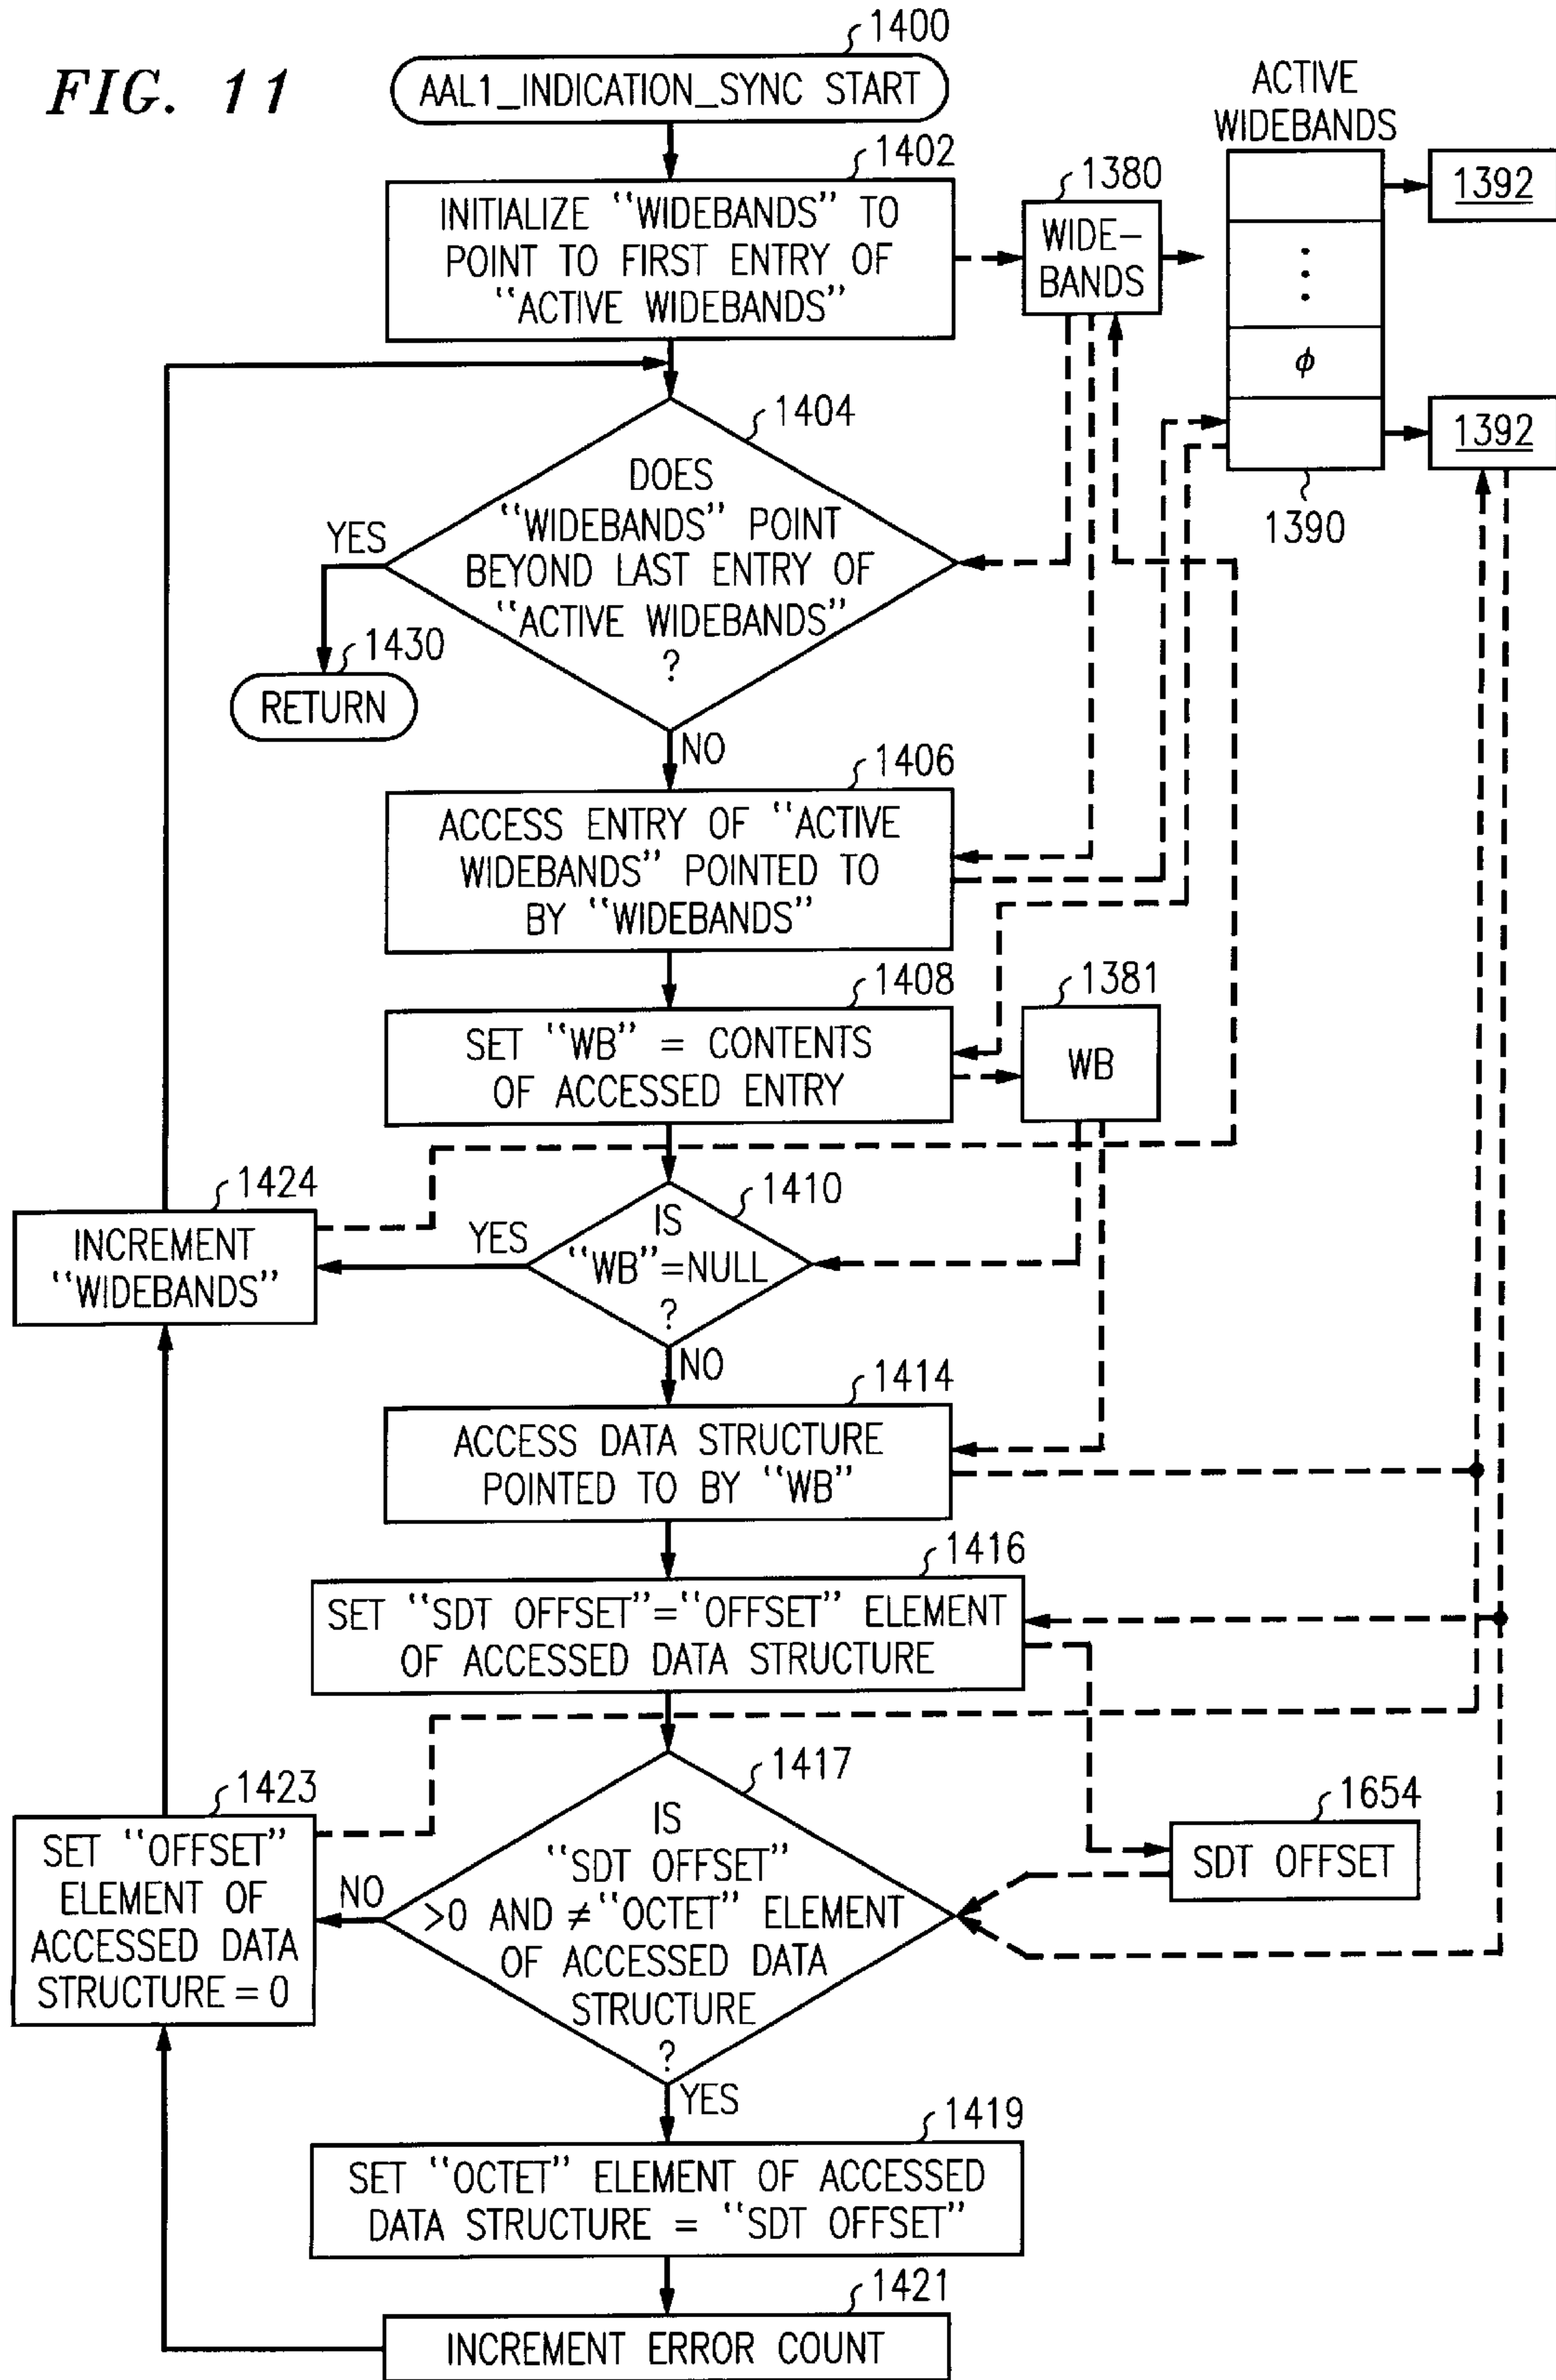 FIG. 11
1400
AAL1_INDICATION_SYNC START
ACTIVE
WIDEBANDS
1402
INITIALIZE "WIDEBANDS" TO
POINT TO FIRST ENTRY OF
"ACTIVE WIDEBANDS"
1380
WIDE-
BANDS
1392
⋮
ϕ
1392
1390
1404
DOES
"WIDEBANDS" POINT
BEYOND LAST ENTRY OF
"ACTIVE WIDEBANDS"
?
YES
1430
RETURN
NO
1406
ACCESS ENTRY OF "ACTIVE
WIDEBANDS" POINTED TO
BY "WIDEBANDS"
1408
SET "WB" = CONTENTS
OF ACCESSED ENTRY
1381
WB
1424
INCREMENT
"WIDEBANDS"
YES
1410
IS
"WB"=NULL
?
NO
1414
ACCESS DATA STRUCTURE
POINTED TO BY "WB"
1416
SET "SDT OFFSET"="OFFSET" ELEMENT
OF ACCESSED DATA STRUCTURE
1423
SET "OFFSET"
ELEMENT OF
ACCESSED DATA
STRUCTURE = 0
NO
1417
IS
"SDT OFFSET"
>0 AND ≠"OCTET" ELEMENT
OF ACCESSED DATA
STRUCTURE
?
1654
SDT OFFSET
YES
1419
SET "OCTET" ELEMENT OF ACCESSED
DATA STRUCTURE = "SDT OFFSET"
1421
INCREMENT ERROR COUNT